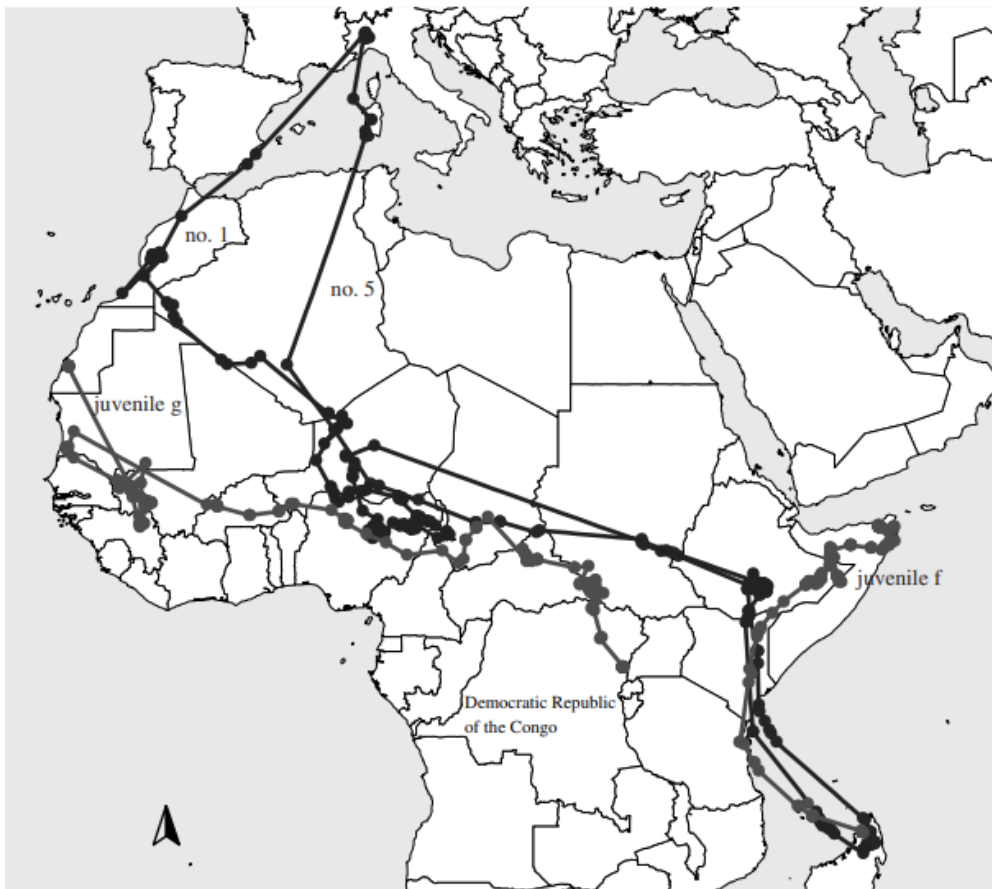 no. 1
no. 5
juvenile g
juvenile f
Democratic Republic
of the Congo